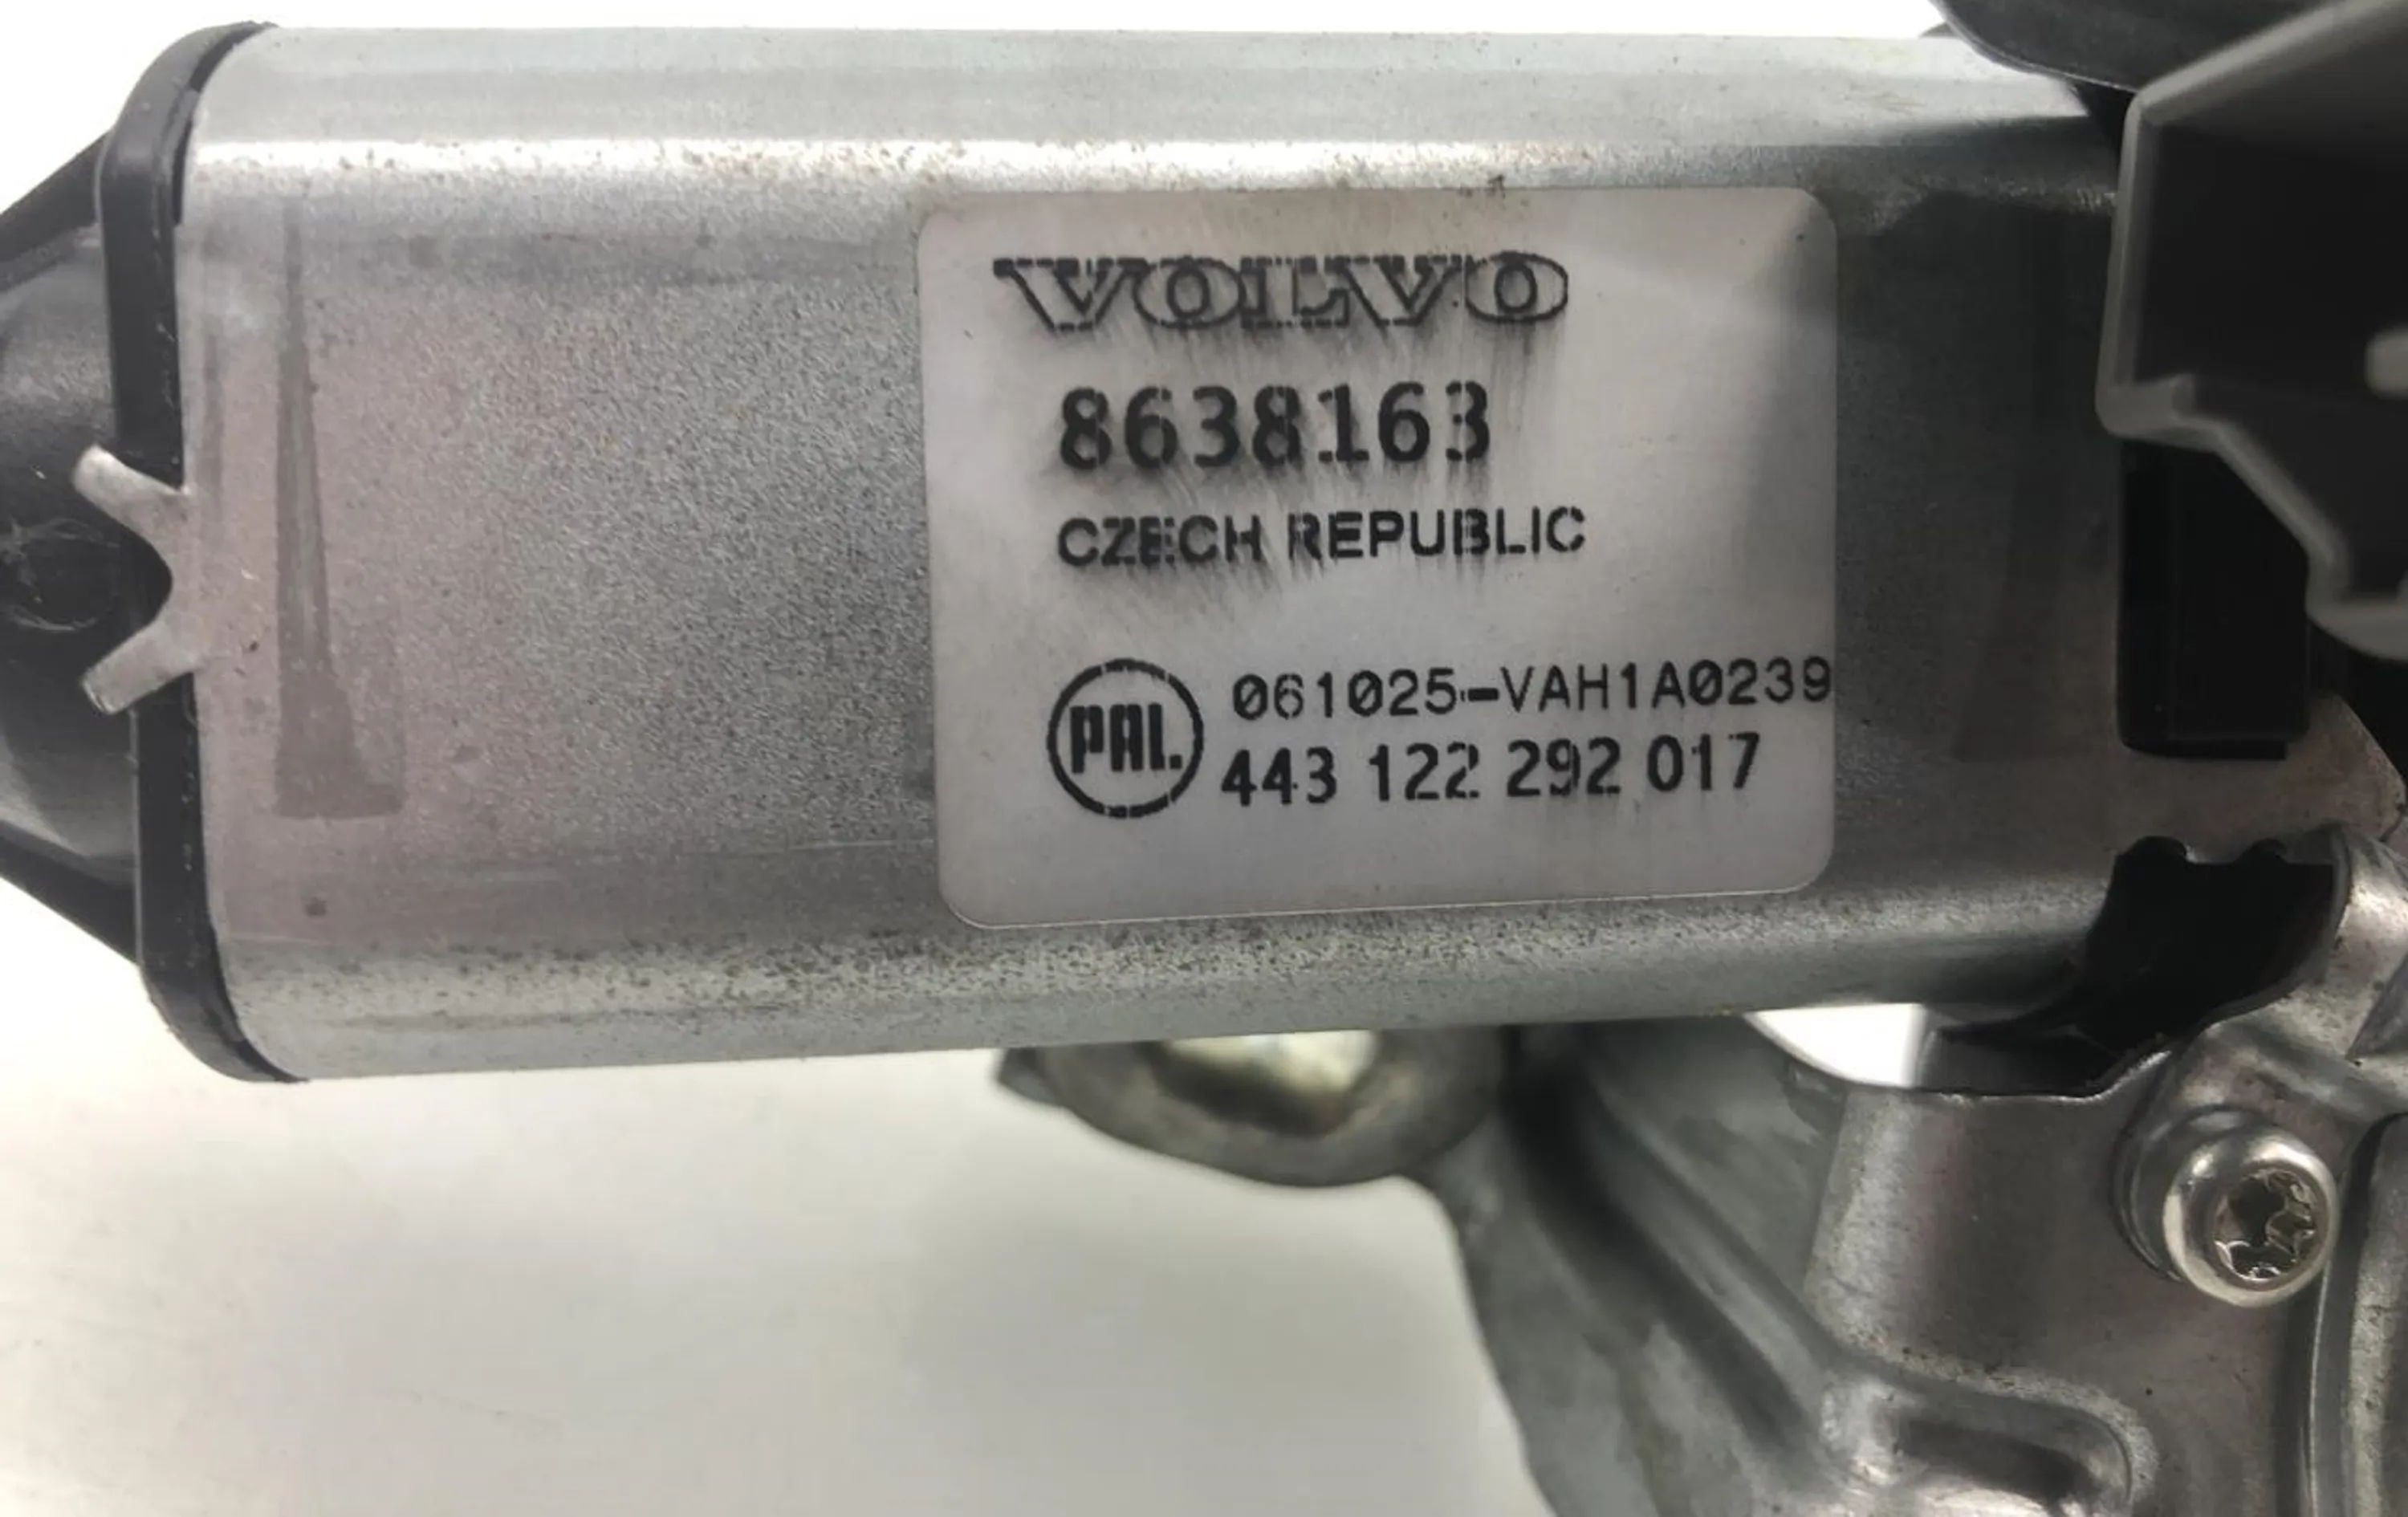 VOLVO
8638163
CZECH REPUBLIC
PAL. 061025-VAH1A0239
443 122 292 017